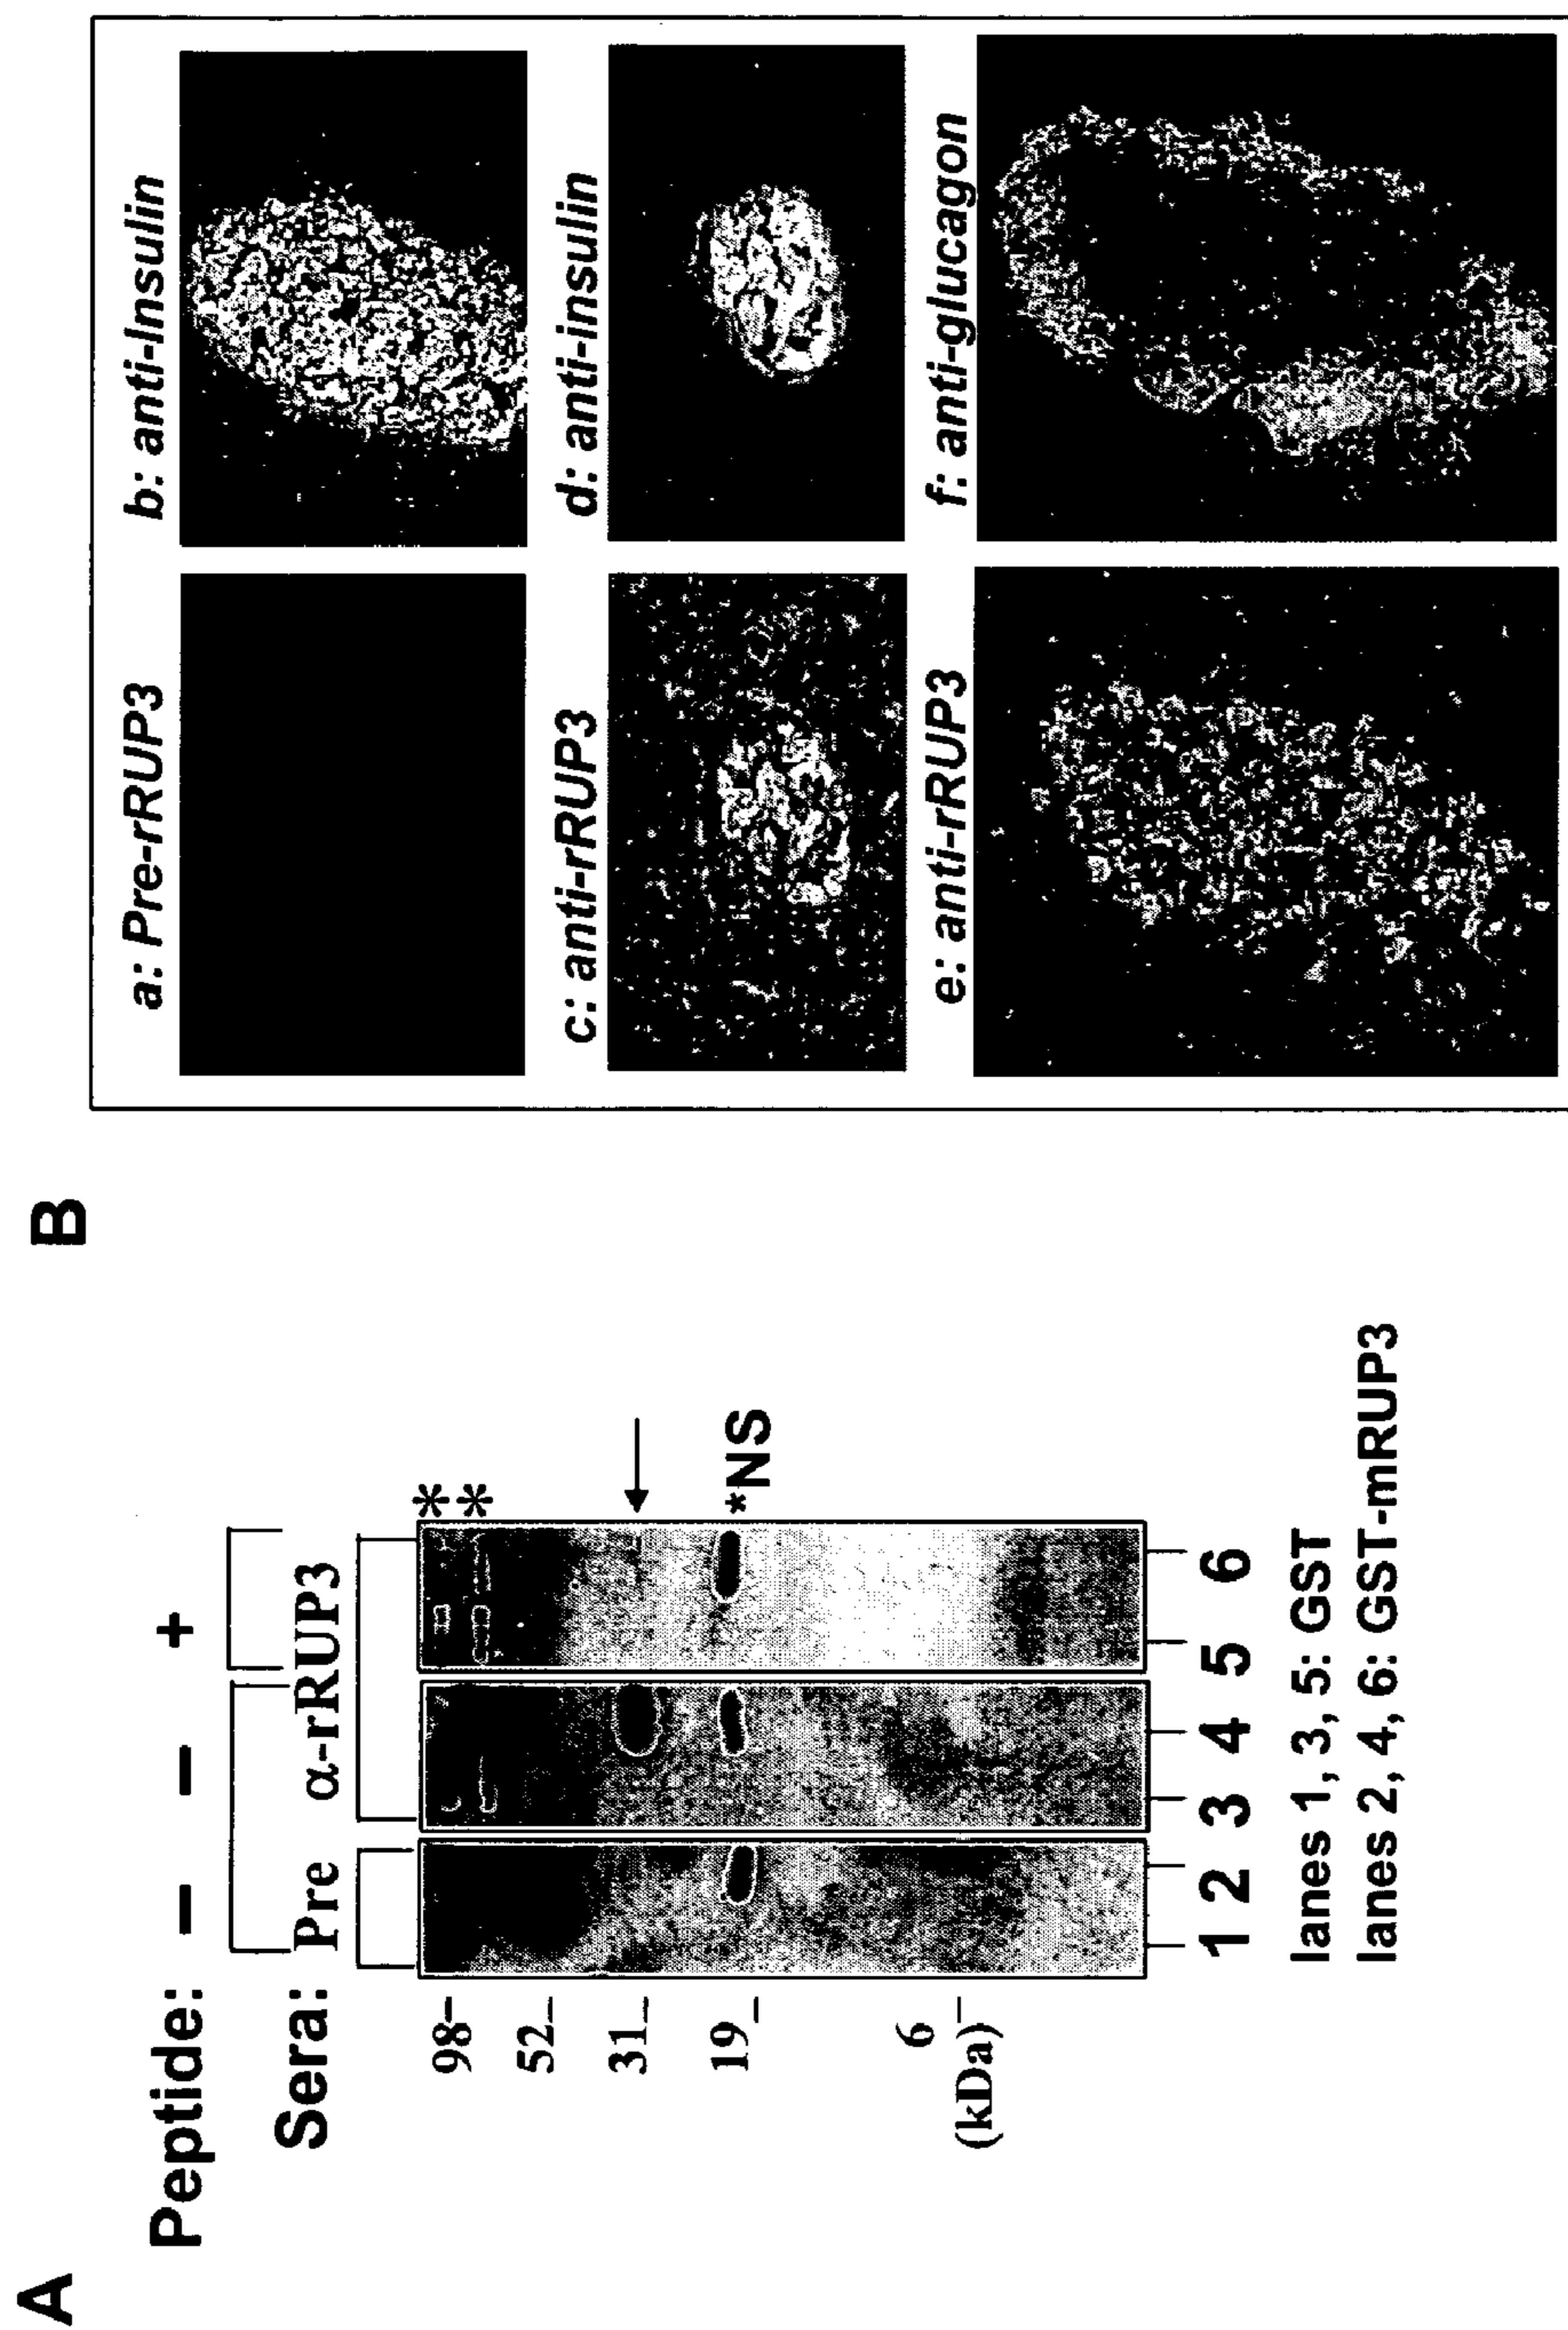 A
Peptide: – – +
Sera: Pre α-rRUP3
98–
52–
31–
19–
6–
(kDa)
*
*
*NS
1 2 3 4 5 6
lanes 1, 3, 5: GST
lanes 2, 4, 6: GST-mRUP3
B
a: Pre-rRUP3
b: anti-Insulin
c: anti-rRUP3
d: anti-insulin
e: anti-rRUP3
f: anti-glucagon